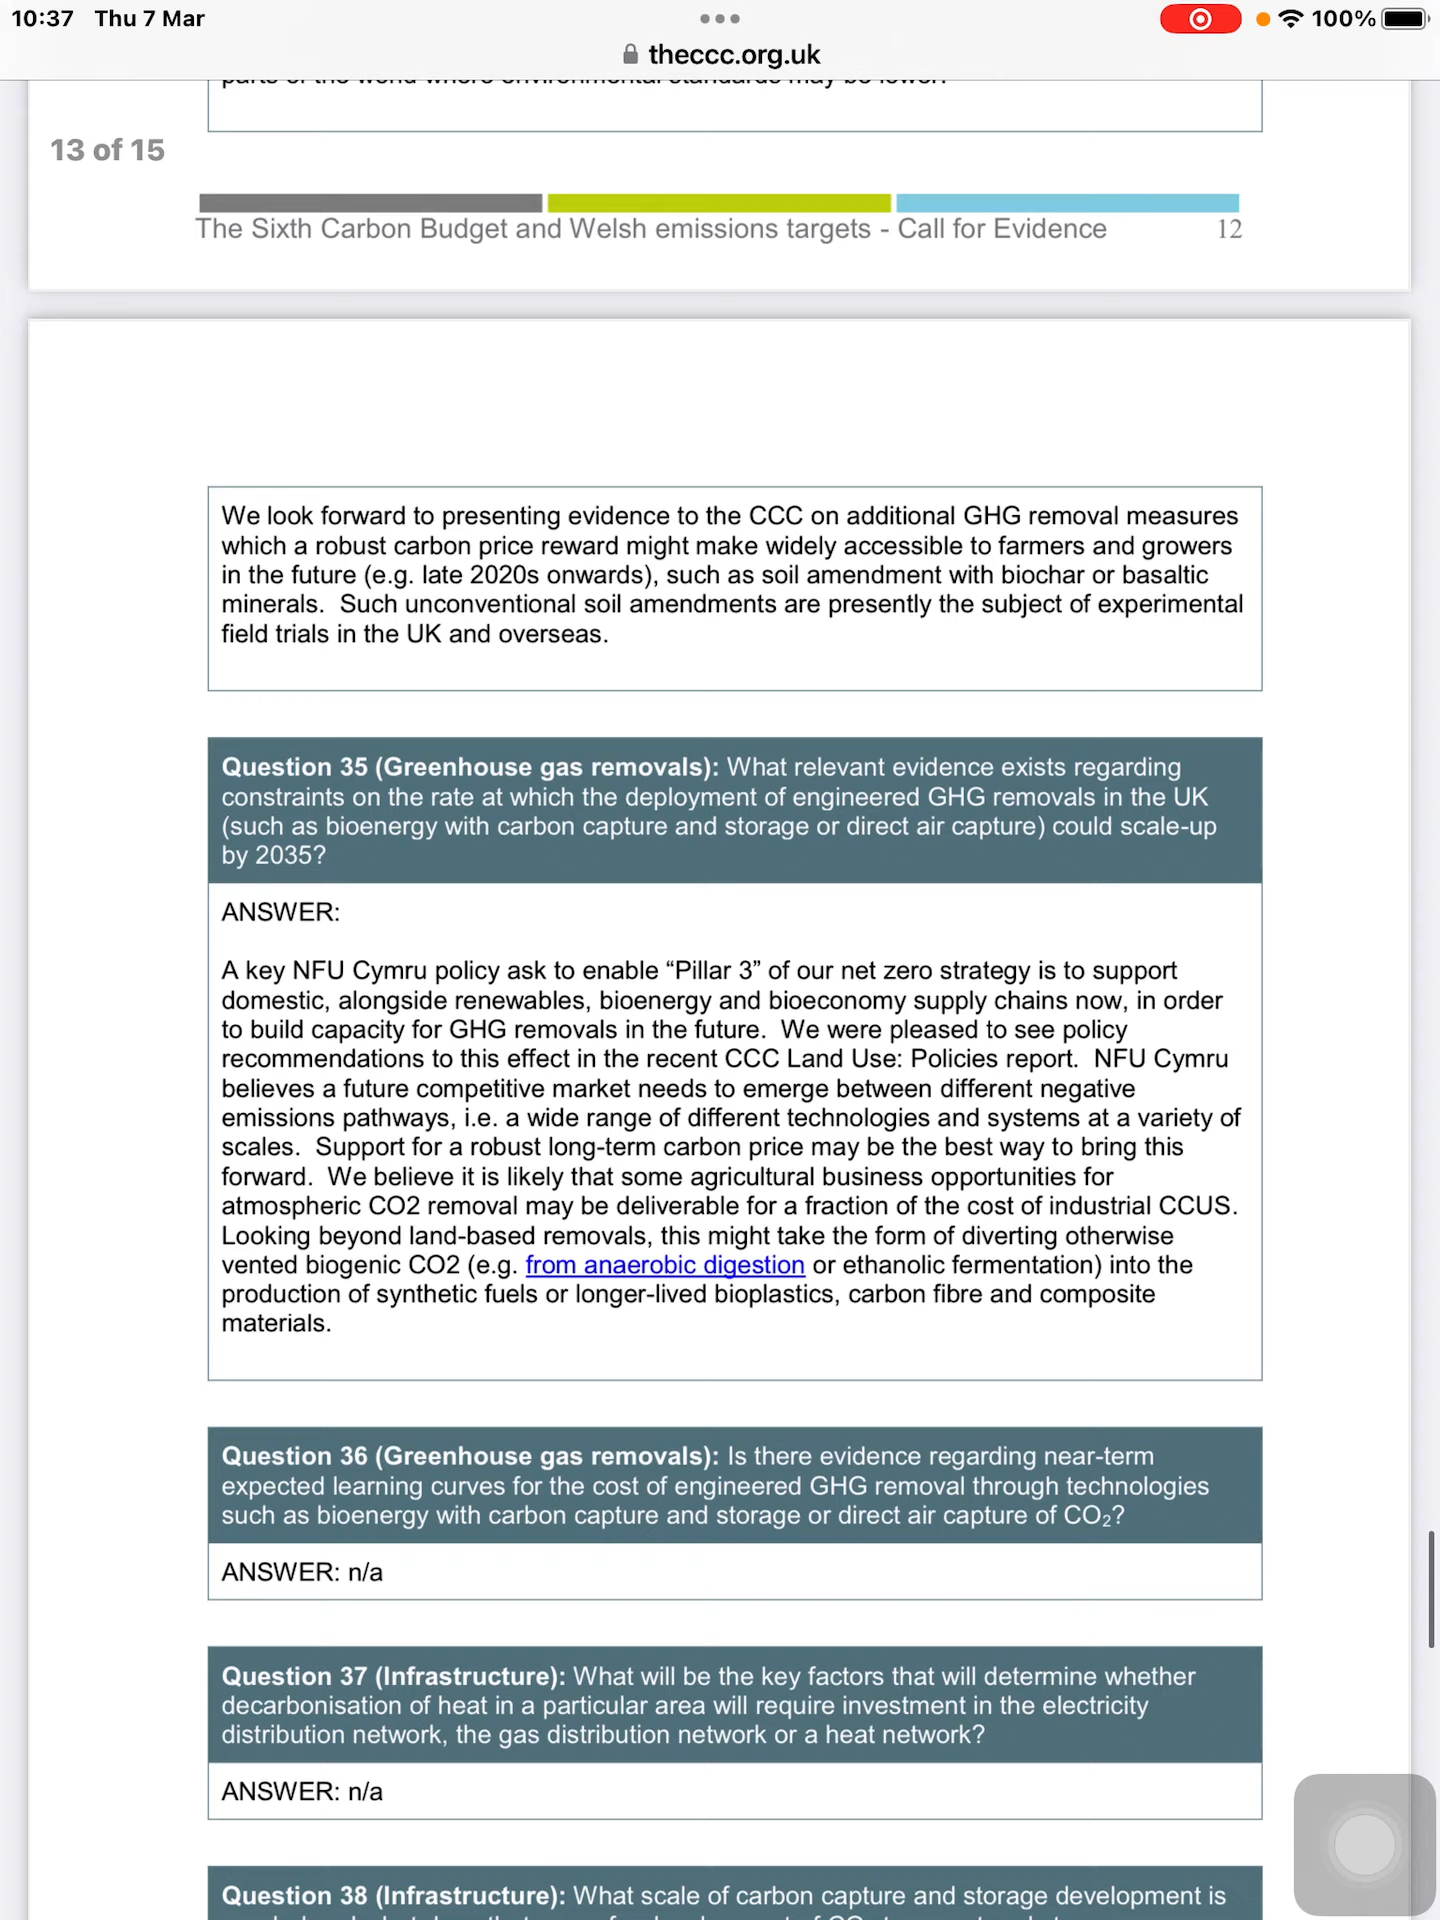 10:37 Thu 7 Mar
100%
theccc.org.uk
parts of the world where environmental standards may be lower.
13 of 15
The Sixth Carbon Budget and Welsh emissions targets - Call for Evidence 12
We look forward to presenting evidence to the CCC on additional GHG removal measures
which a robust carbon price reward might make widely accessible to farmers and growers
in the future (e.g. late 2020s onwards), such as soil amendment with biochar or basaltic
minerals.  Such unconventional soil amendments are presently the subject of experimental
field trials in the UK and overseas.
Question 35 (Greenhouse gas removals): What relevant evidence exists regarding
constraints on the rate at which the deployment of engineered GHG removals in the UK
(such as bioenergy with carbon capture and storage or direct air capture) could scale-up
by 2035?
ANSWER:
A key NFU Cymru policy ask to enable “Pillar 3” of our net zero strategy is to support
domestic, alongside renewables, bioenergy and bioeconomy supply chains now, in order
to build capacity for GHG removals in the future.  We were pleased to see policy
recommendations to this effect in the recent CCC Land Use: Policies report.  NFU Cymru
believes a future competitive market needs to emerge between different negative
emissions pathways, i.e. a wide range of different technologies and systems at a variety of
scales.  Support for a robust long-term carbon price may be the best way to bring this
forward.  We believe it is likely that some agricultural business opportunities for
atmospheric CO2 removal may be deliverable for a fraction of the cost of industrial CCUS.
Looking beyond land-based removals, this might take the form of diverting otherwise
vented biogenic CO2 (e.g. from anaerobic digestion or ethanolic fermentation) into the
production of synthetic fuels or longer-lived bioplastics, carbon fibre and composite
materials.
Question 36 (Greenhouse gas removals): Is there evidence regarding near-term
expected learning curves for the cost of engineered GHG removal through technologies
such as bioenergy with carbon capture and storage or direct air capture of CO₂?
ANSWER: n/a
Question 37 (Infrastructure): What will be the key factors that will determine whether
decarbonisation of heat in a particular area will require investment in the electricity
distribution network, the gas distribution network or a heat network?
ANSWER: n/a
Question 38 (Infrastructure): What scale of carbon capture and storage development is